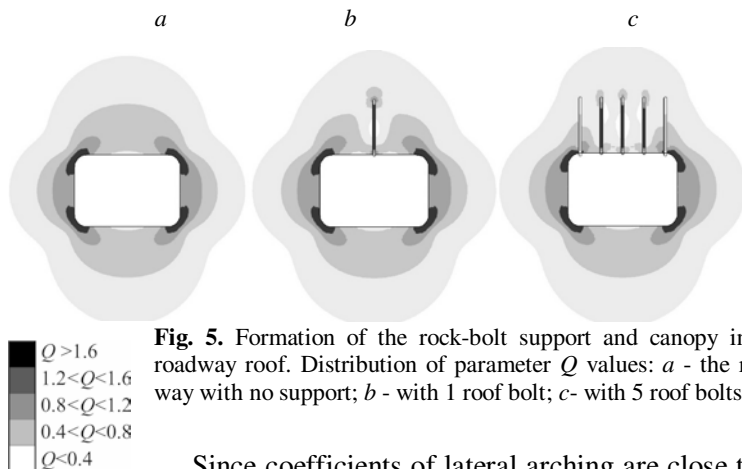 a b c
Fig. 5. Formation of the rock-bolt support and canopy in
roadway roof. Distribution of parameter Q values: a - the r
way with no support; b - with 1 roof bolt; c- with 5 roof bolts
Q >1.6
1.2<Q<1.6
0.8<Q<1.2
0.4<Q<0.8
Q<0.4
Since coefficients of lateral arching are close t